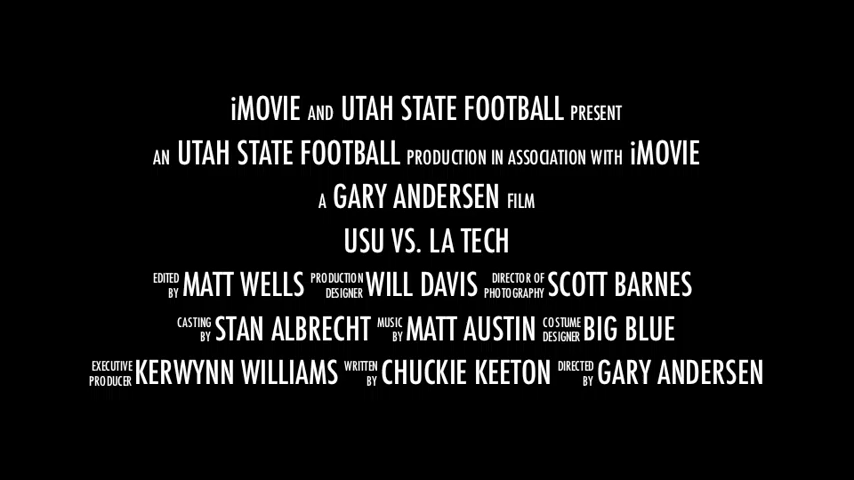 iMOVIE AND UTAH STATE FOOTBALL PRESENT
AN UTAH STATE FOOTBALL PRODUCTION IN ASSOCIATION WITH iMOVIE
A GARY ANDERSEN FILM
USU VS. LA TECH
EDITED BY MATT WELLS PRODUCTION DESIGNER WILL DAVIS DIRECTOR OF PHOTOGRAPHY SCOTT BARNES
CASTING BY STAN ALBRECHT MUSIC BY MATT AUSTIN COSTUME DESIGNER BIG BLUE
EXECUTIVE PRODUCER KERWYNN WILLIAMS WRITTEN BY CHUCKIE KEETON DIRECTED BY GARY ANDERSEN